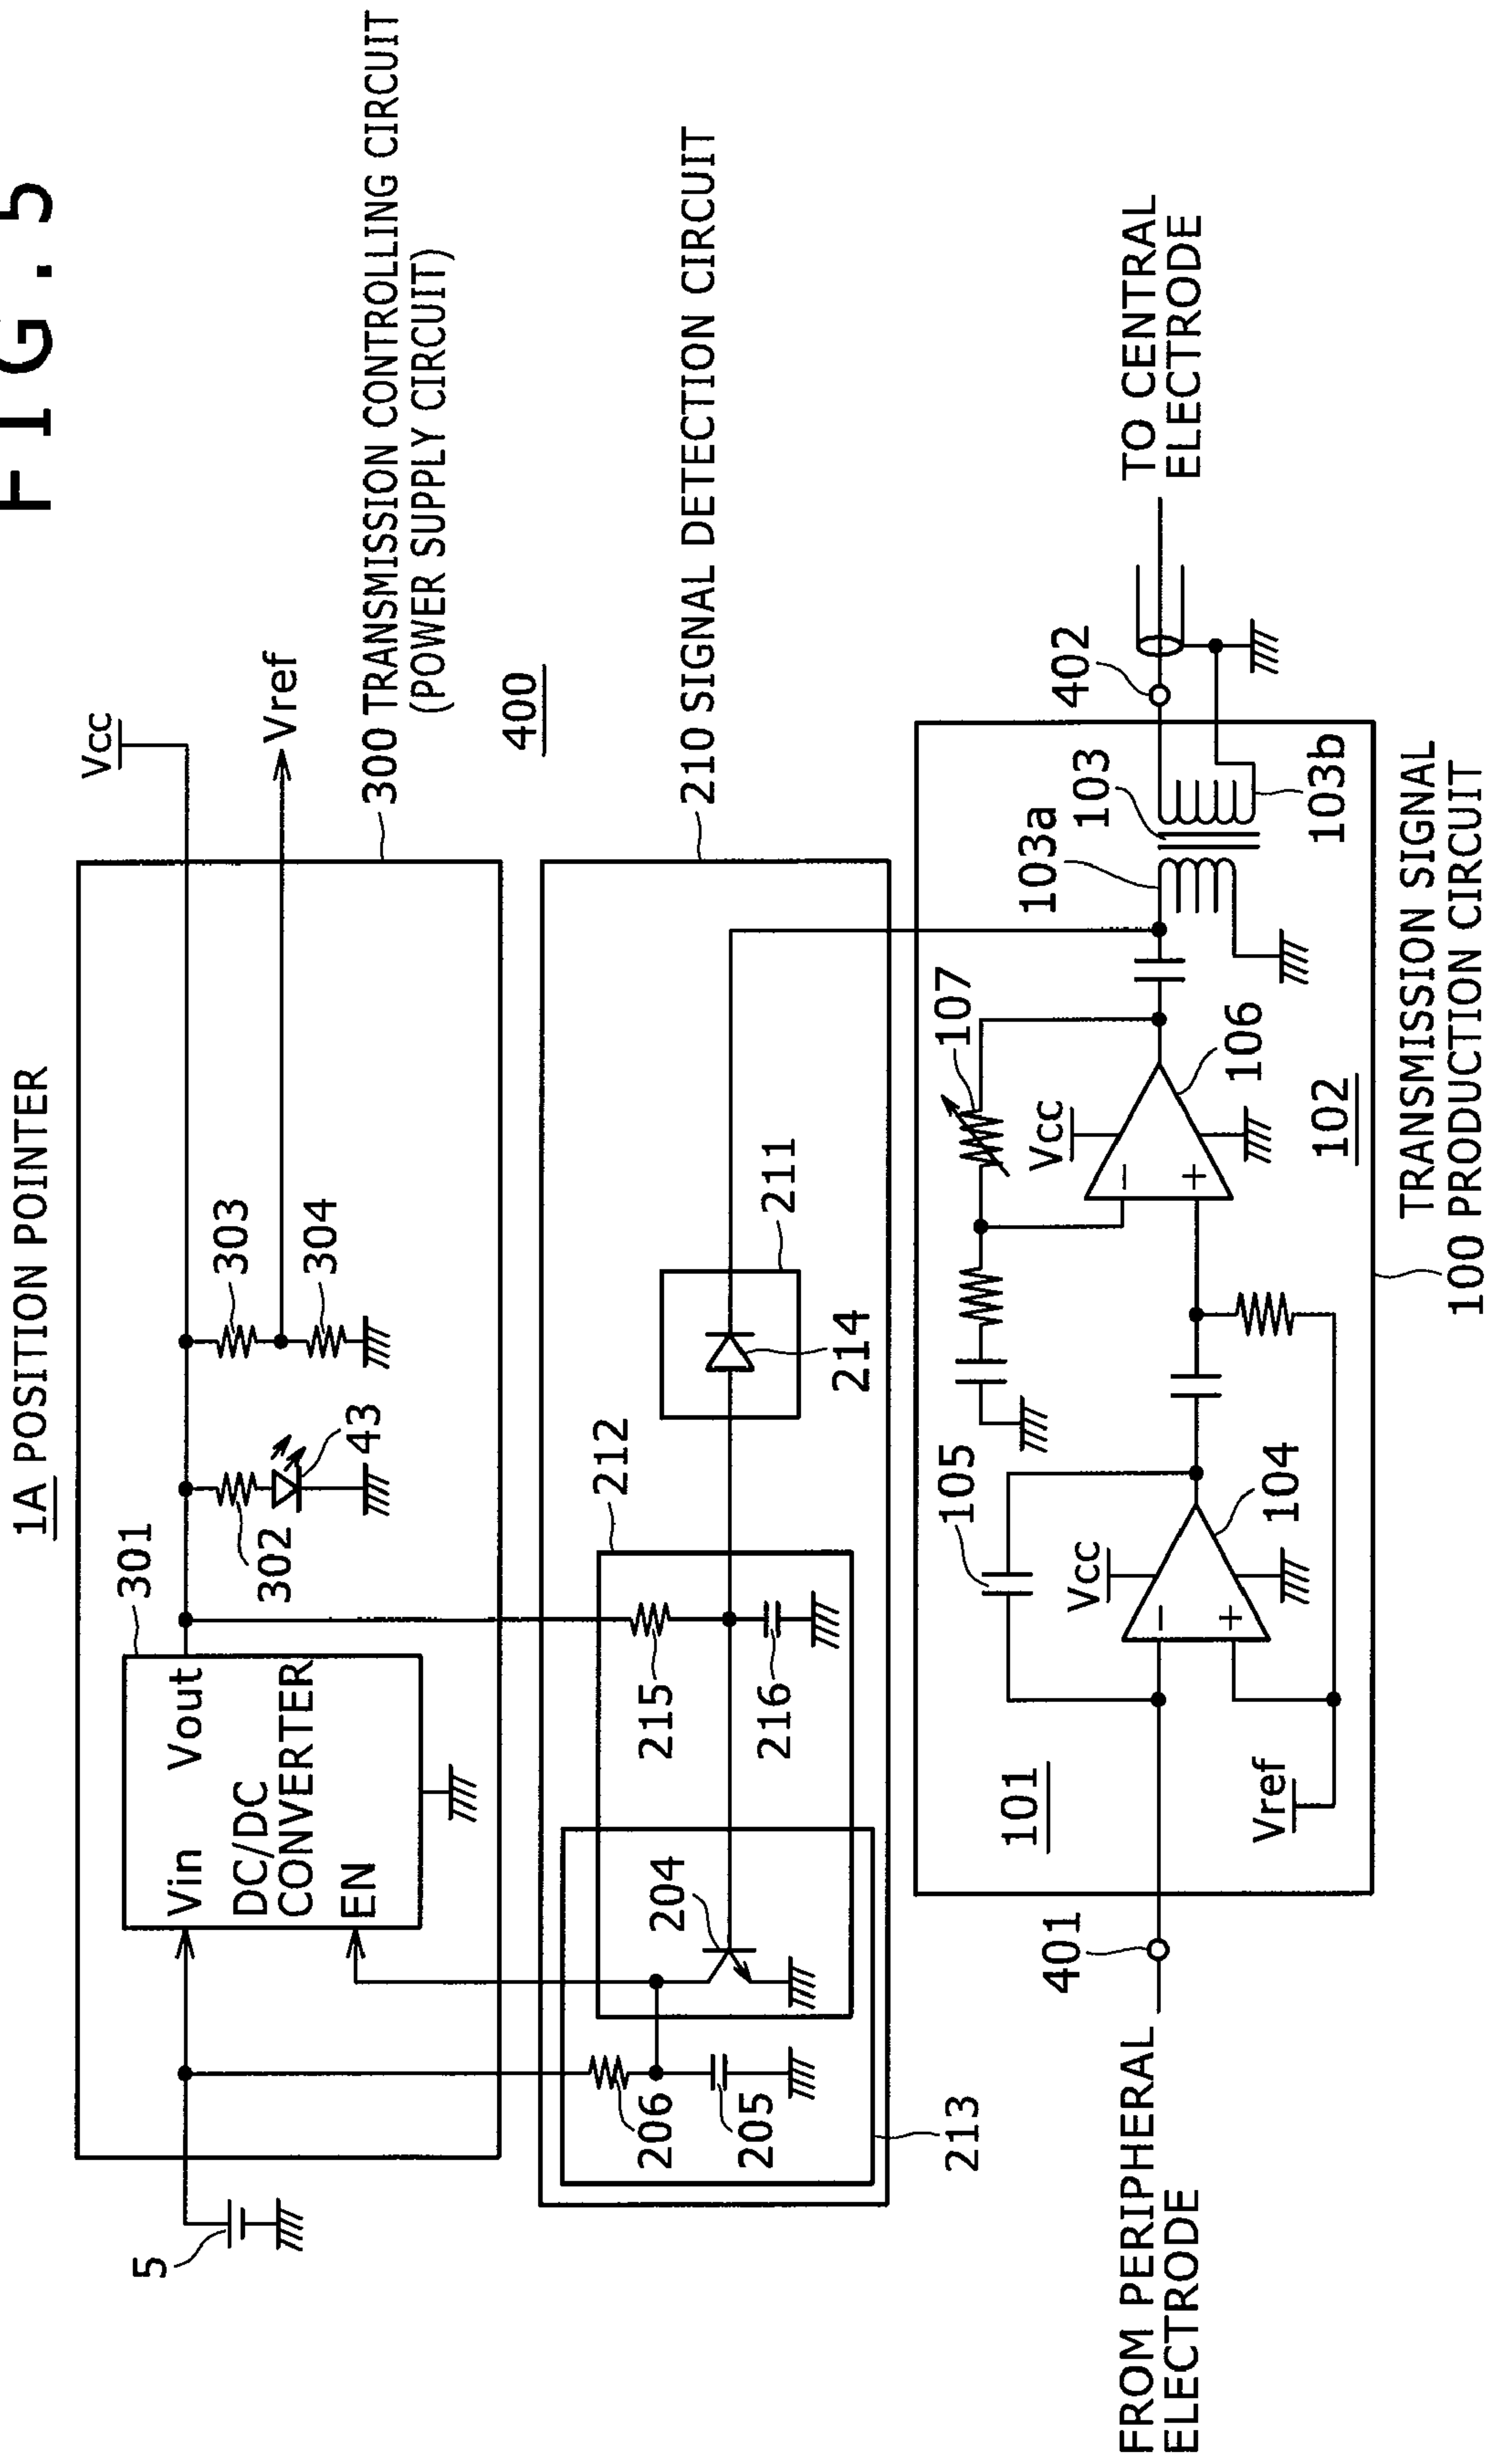 FIG. 5
1A POSITION POINTER
Vcc
Vref
301
Vin Vout
DC/DC
CONVERTER
EN
5
302
43
303
304
300 TRANSMISSION CONTROLLING CIRCUIT
(POWER SUPPLY CIRCUIT)
400
210 SIGNAL DETECTION CIRCUIT
212
211
214
215
216
204
206
205
213
FROM PERIPHERAL
ELECTRODE
401
101
Vref
105
Vcc
104
−
+
107
Vcc
106
−
+
102
103a
103
103b
402
TO CENTRAL
ELECTRODE
TRANSMISSION SIGNAL
100 PRODUCTION CIRCUIT